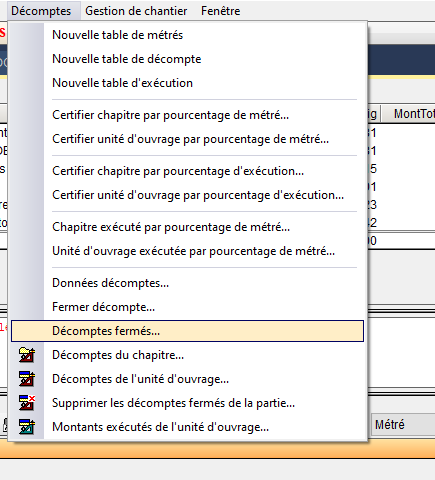 Décomptes Gestion de chantier Fenêtre
Nouvelle table de métrés
Nouvelle table de décompte
Nouvelle table d'exécution
ig MontTot
Certifier chapitre par pourcentage de métré...
Certifier unité d'ouvrage par pourcentage de métré...
Certifier chapitre par pourcentage d'exécution...
Certifier unité d'ouvrage par pourcentage d'exécution...
Chapitre exécuté par pourcentage de métré...
Unité d'ouvrage exécutée par pourcentage de métré...
Données décomptes...
Fermer décompte...
Décomptes fermés...
Décomptes du chapitre...
Décomptes de l'unité d'ouvrage...
Supprimer les décomptes fermés de la partie...
Montants exécutés de l'unité d'ouvrage...
Métré